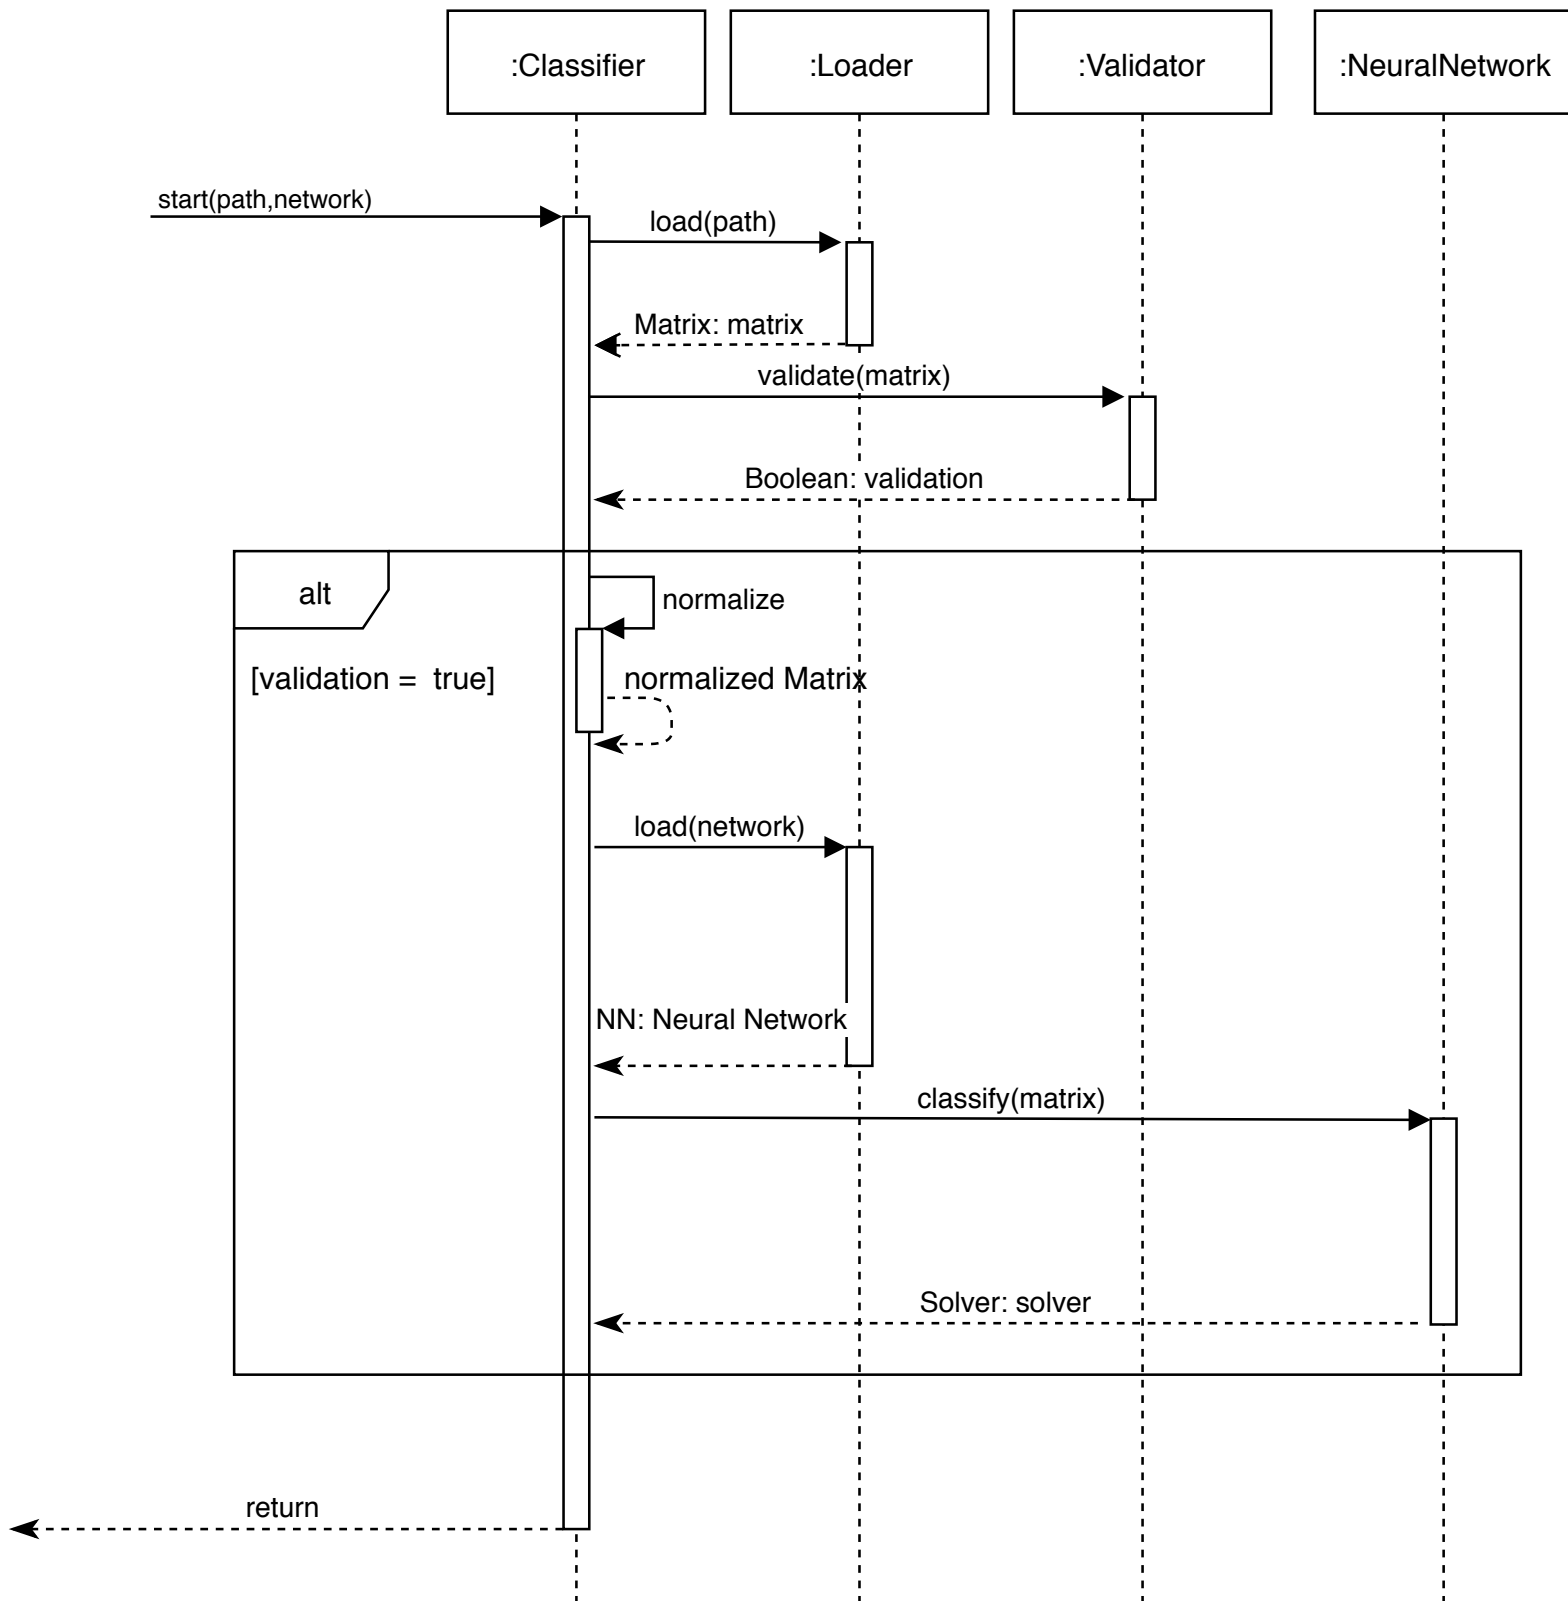 :Classifier
:Loader
:Validator
:NeuralNetwork
start(path,network)
load(path)
Matrix: matrix
validate(matrix)
Boolean: validation
alt
normalize
[validation =  true]
normalized Matrix
load(network)
NN: Neural Network
classify(matrix)
Solver: solver
return